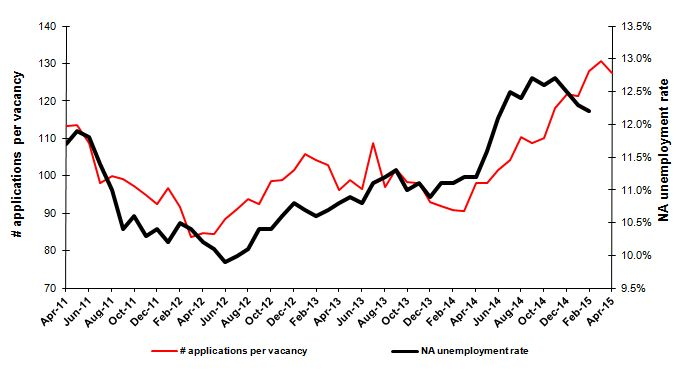 140
130
120
110
100
90
80
70
# applications per vacancy
13.5%
13.0%
12.5%
12.0%
11.5%
11.0%
10.5%
10.0%
9.5%
NA unemployment rate
Apr-11
Jun-11
Aug-11
Oct-11
Dec-11
Feb-12
Apr-12
Jun-12
Aug-12
Oct-12
Dec-12
Feb-13
Apr-13
Jun-13
Aug-13
Oct-13
Dec-13
Feb-14
Apr-14
Jun-14
Aug-14
Oct-14
Dec-14
Feb-15
Apr-15
# applications per vacancy
NA unemployment rate